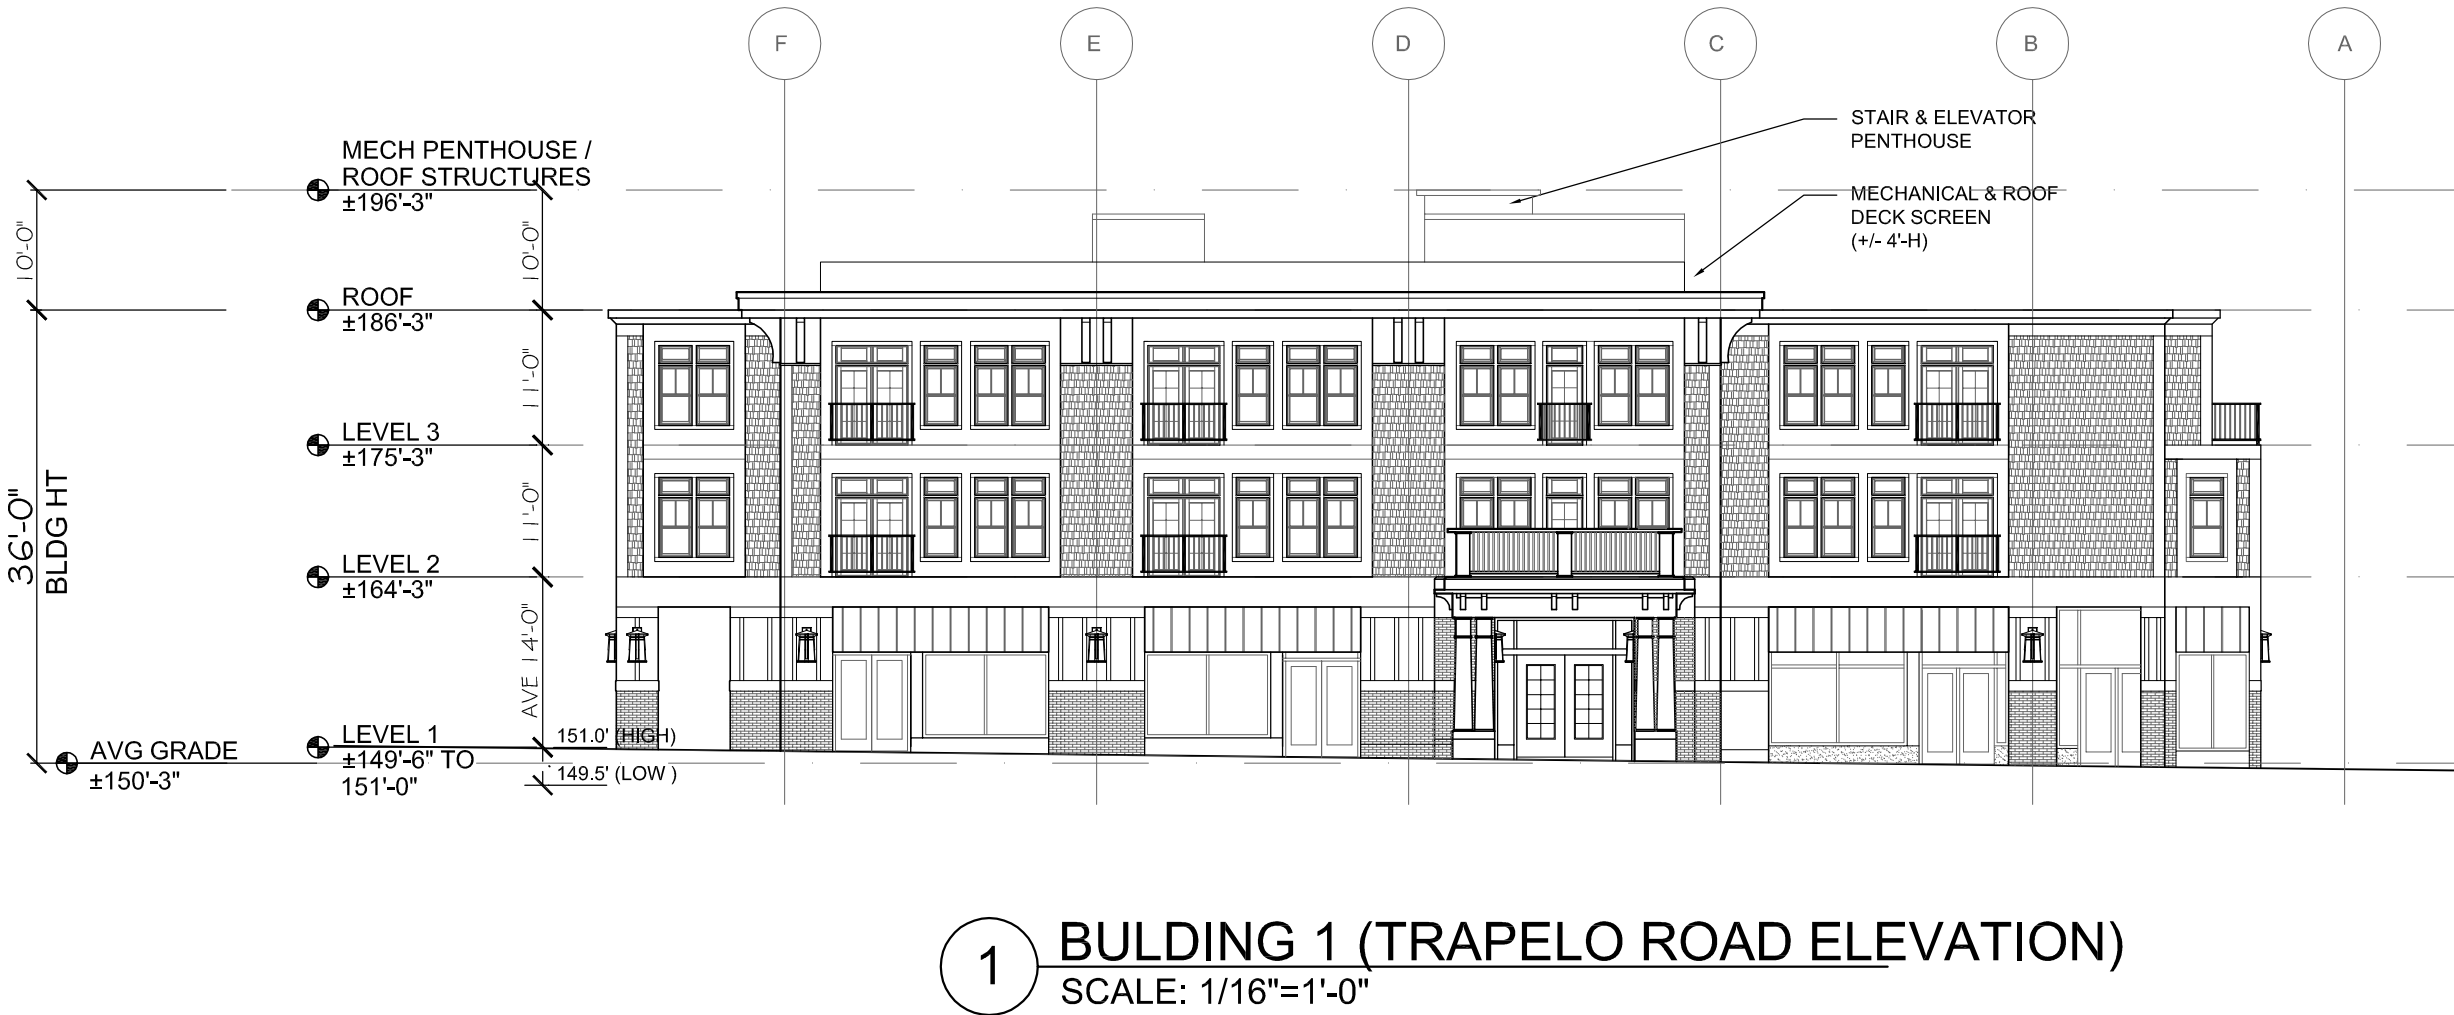 F
E
D
C
B
A
STAIR & ELEVATOR
PENTHOUSE
MECH PENTHOUSE /
ROOF STRUCTURES
±196'-3"
MECHANICAL & ROOF
DECK SCREEN
(+/- 4'-H)
10'-0"
10'-0"
ROOF
±186'-3"
11'-0"
LEVEL 3
±175'-3"
36'-0"
BLDG HT
11'-0"
LEVEL 2
±164'-3"
AVE 14'-0"
LEVEL 1
±149'-6" TO
151'-0"
151.0' (HIGH)
149.5' (LOW )
AVG GRADE
±150'-3"
1
BULDING 1 (TRAPELO ROAD ELEVATION)
SCALE: 1/16"=1'-0"